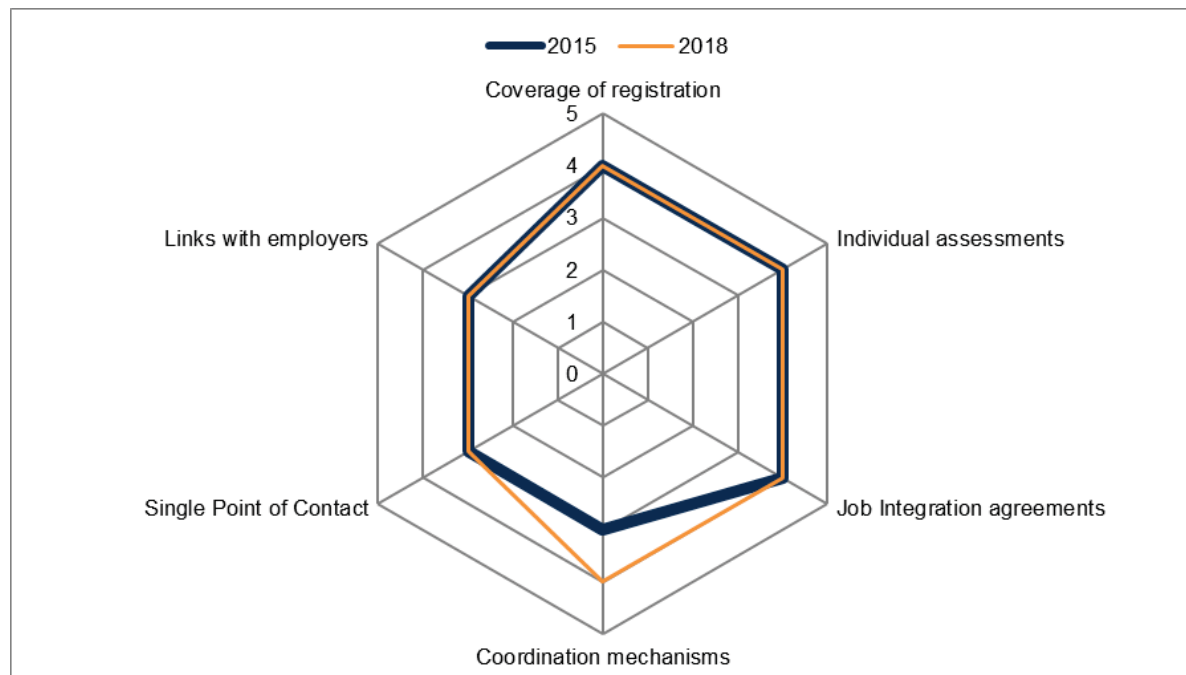 2015 2018
Coverage of registration
5
4
3
2
1
0
Links with employers
Individual assessments
Single Point of Contact
Job Integration agreements
Coordination mechanisms